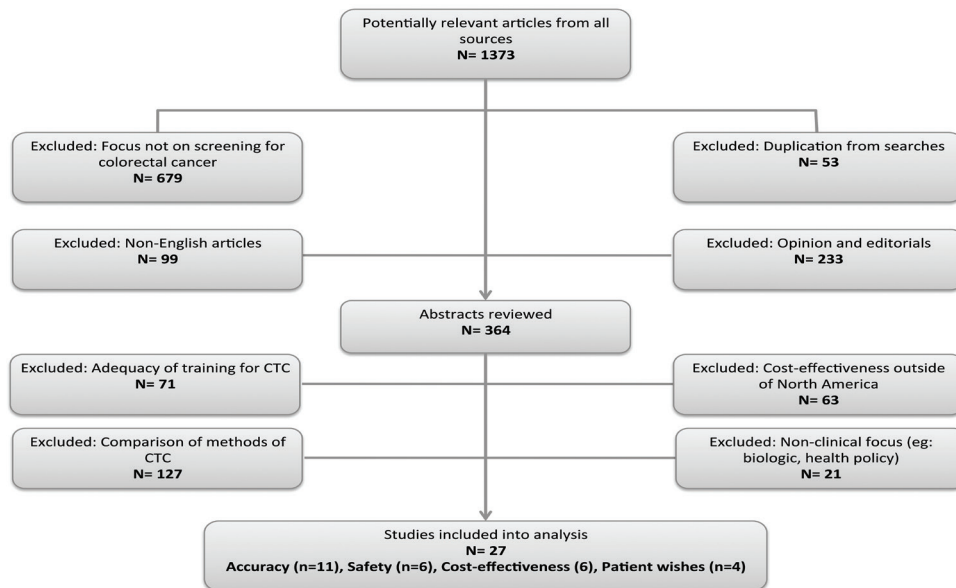 Potentially relevant articles from all
sources
N= 1373
Excluded: Focus not on screening for
colorectal cancer
N= 679
Excluded: Duplication from searches
N= 53
Excluded: Non-English articles
N= 99
Excluded: Opinion and editorials
N= 233
Abstracts reviewed
N= 364
Excluded: Adequacy of training for CTC
N= 71
Excluded: Cost-effectiveness outside
of North America
N= 63
Excluded: Comparison of methods of
CTC
N= 127
Excluded: Non-clinical focus (eg:
biologic, health policy)
N= 21
Studies included into analysis
N= 27
Accuracy (n=11), Safety (n=6), Cost-effectiveness (6), Patient wishes (n=4)